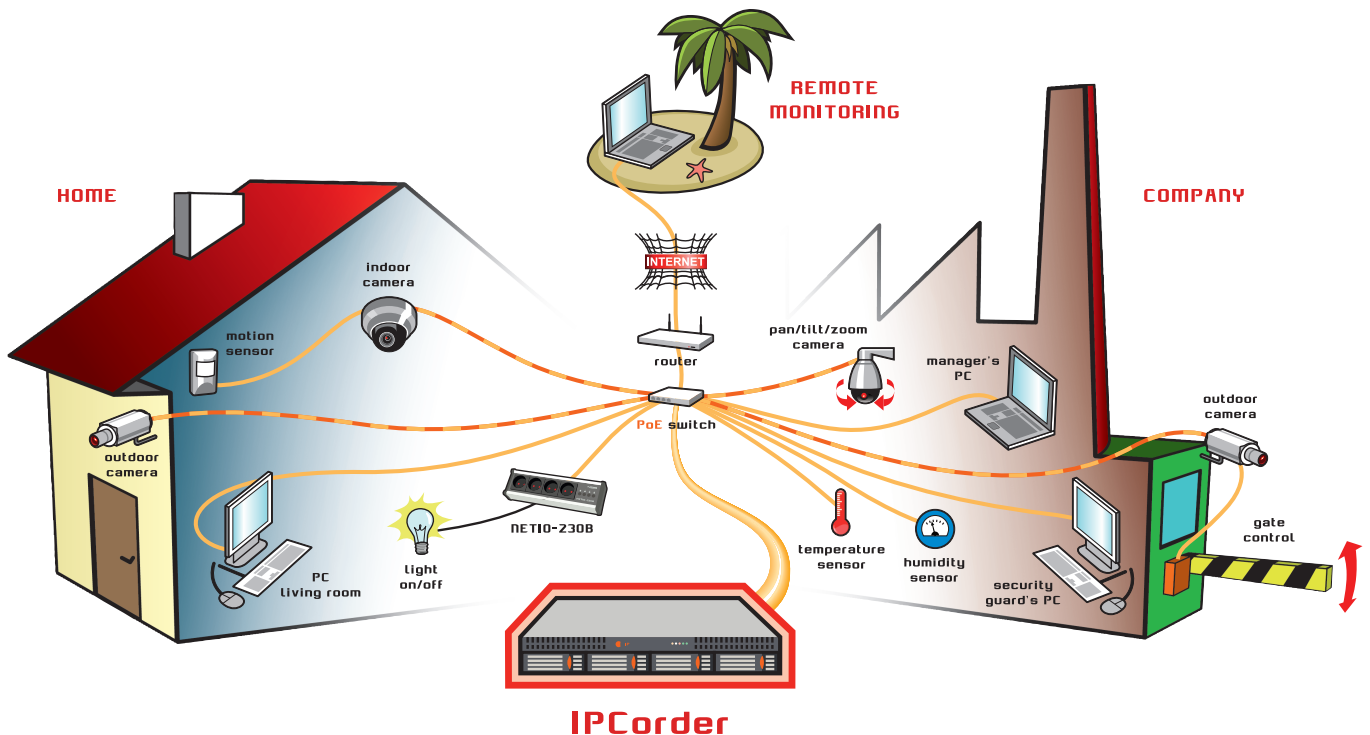 REMOTE
MONITORING
HOME
COMPANY
INTERNET
indoor
camera
motion
sensor
router
pan/tilt/zoom
camera
manager's
PC
outdoor
camera
PoE switch
outdoor
camera
NETIO-230B
light
on/off
PC
living room
temperature
sensor
humidity
sensor
security
guard's PC
gate
control
IPCorder